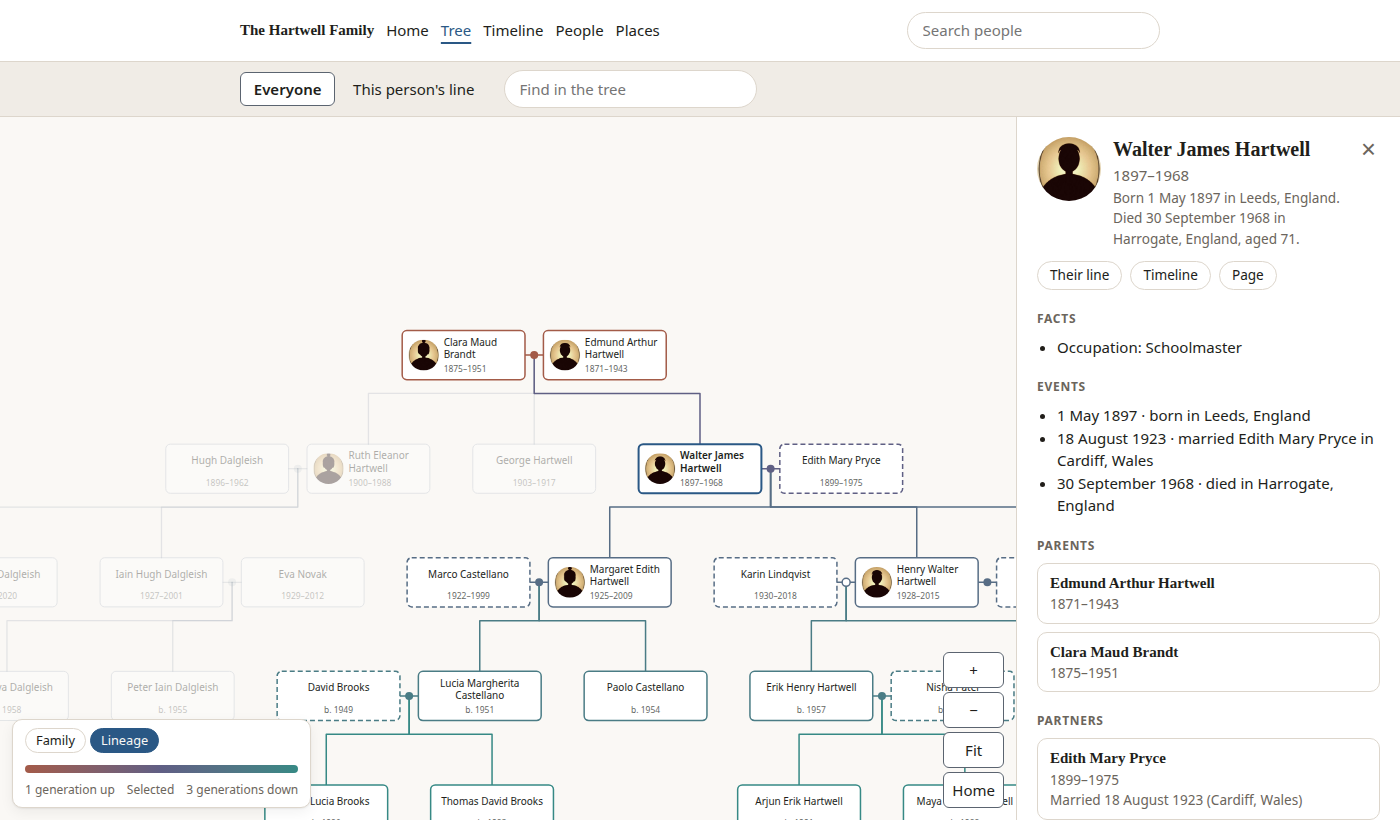 The Hartwell Family Home Tree Timeline People Places Search people
Everyone This person's line Find in the tree
Clara Maud
Brandt
1875–1951
Edmund Arthur
Hartwell
1871–1943
Hugh Dalgleish
1896–1962
Ruth Eleanor
Hartwell
1900–1988
George Hartwell
1903–1917
Walter James
Hartwell
1897–1968
Edith Mary Pryce
1899–1975
Dalgleish
2020
Iain Hugh Dalgleish
1927–2001
Eva Novak
1929–2012
Marco Castellano
1922–1999
Margaret Edith
Hartwell
1925–2009
Karin Lindqvist
1930–2018
Henry Walter
Hartwell
1928–2015
Dalgleish
1958
Peter Iain Dalgleish
b. 1955
David Brooks
b. 1949
Lucia Margherita
Castellano
b. 1951
Paolo Castellano
b. 1954
Erik Henry Hartwell
b. 1957
Lucia Brooks
Thomas David Brooks
Arjun Erik Hartwell
Maya
+
−
Fit
Home
Family Lineage
1 generation up Selected 3 generations down
Walter James Hartwell ✕
1897–1968
Born 1 May 1897 in Leeds, England.
Died 30 September 1968 in
Harrogate, England, aged 71.
Their line Timeline Page
FACTS
• Occupation: Schoolmaster
EVENTS
• 1 May 1897 · born in Leeds, England
• 18 August 1923 · married Edith Mary Pryce in
Cardiff, Wales
• 30 September 1968 · died in Harrogate,
England
PARENTS
Edmund Arthur Hartwell
1871–1943
Clara Maud Brandt
1875–1951
PARTNERS
Edith Mary Pryce
1899–1975
Married 18 August 1923 (Cardiff, Wales)